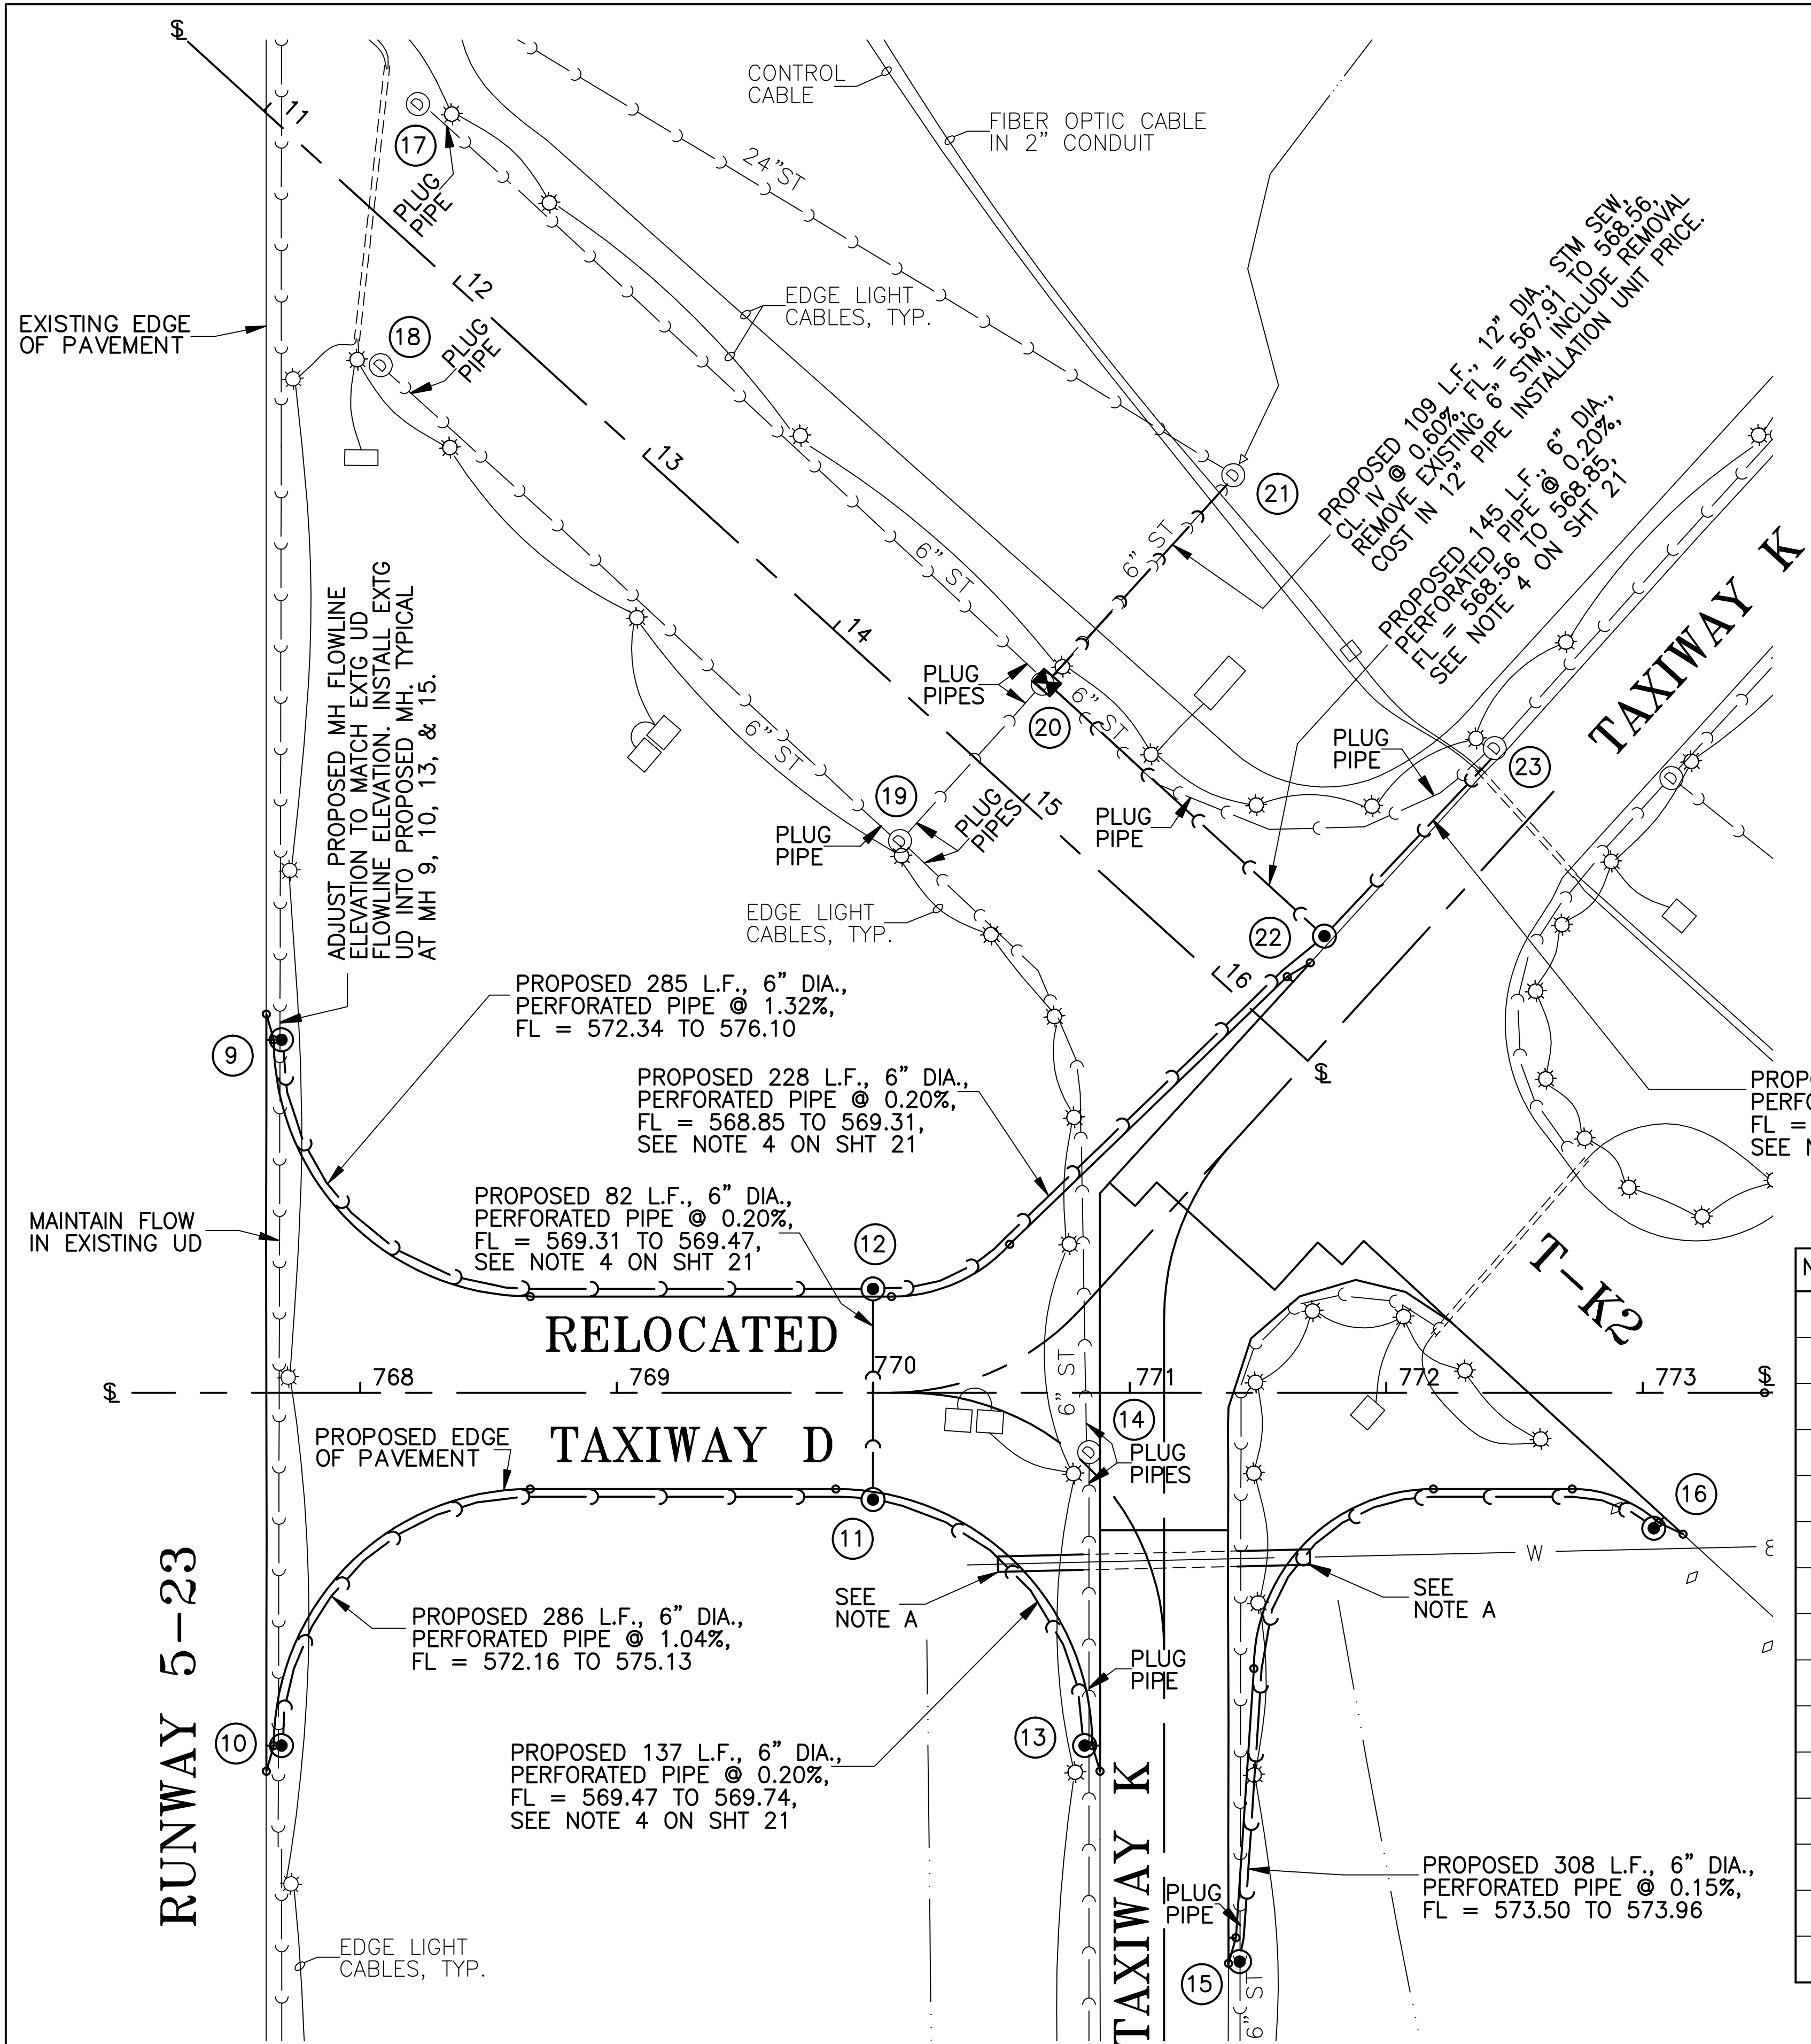 CONTROL
CABLE
FIBER OPTIC CABLE
IN 2" CONDUIT
11
17
PLUG
PIPE
24"ST
12
EDGE LIGHT
CABLES, TYP.
EXISTING EDGE
OF PAVEMENT
18
PLUG
PIPE
13
21
PROPOSED 109 L.F., 12" DIA., STM SEW,
CL. IV @ 0.60%, FL = 567.91 TO 568.56,
REMOVE EXISTING 6" STM, INCLUDE REMOVAL
COST IN 12" PIPE INSTALLATION UNIT PRICE.
PROPOSED 145 L.F., 6" DIA.,
PERFORATED PIPE @ 0.20%,
FL = 568.56 TO 568.85,
SEE NOTE 4 ON SHT 21
6" ST
6" ST
14
TAXIWAY K
ADJUST PROPOSED MH FLOWLINE
ELEVATION TO MATCH EXTG UD
FLOWLINE ELEVATION. INSTALL EXTG
UD INTO PROPOSED MH. TYPICAL
AT MH 9, 10, 13, & 15.
PLUG
PIPES
20
6" ST
6" ST
PLUG
PIPE
23
19
15
PLUG
PIPES
PLUG
PIPE
PLUG
PIPE
EDGE LIGHT
CABLES, TYP.
22
16
PROPOSED 285 L.F., 6" DIA.,
PERFORATED PIPE @ 1.32%,
FL = 572.34 TO 576.10
9
PROPOSED 228 L.F., 6" DIA.,
PERFORATED PIPE @ 0.20%,
FL = 568.85 TO 569.31,
SEE NOTE 4 ON SHT 21
PERFO
FL =
SEE
PROPOSED 82 L.F., 6" DIA.,
PERFORATED PIPE @ 0.20%,
FL = 569.31 TO 569.47,
SEE NOTE 4 ON SHT 21
MAINTAIN FLOW
IN EXISTING UD
12
T-K2
RELOCATED
768
769
770
771
772
773
6" ST
14
PROPOSED EDGE
OF PAVEMENT
TAXIWAY D
PLUG
PIPES
16
11
W
SEE
NOTE A
SEE
NOTE A
PROPOSED 286 L.F., 6" DIA.,
PERFORATED PIPE @ 1.04%,
FL = 572.16 TO 575.13
RUNWAY 5-23
PLUG
PIPE
10
13
PROPOSED 137 L.F., 6" DIA.,
PERFORATED PIPE @ 0.20%,
FL = 569.47 TO 569.74,
SEE NOTE 4 ON SHT 21
TAXIWAY K
PROPOSED 308 L.F., 6" DIA.,
PERFORATED PIPE @ 0.15%,
FL = 573.50 TO 573.96
PLUG
PIPE
EDGE LIGHT
CABLES, TYP.
15
6" ST